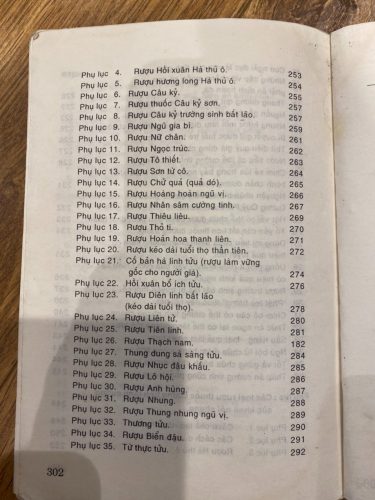 Phụ lục 4. Rượu Hồi xuân Hà thủ ô. 253
Phụ lục 5. Rượu hương long Hà thủ ô. 254
Phụ lục 6. Rượu Câu kỷ. 255
Phụ lục 7. Rượu thuốc Câu kỷ sơn. 255
Phụ lục 8. Rượu Câu kỷ trường sinh bất lão. 258
Phụ lục 9. Rượu Ngũ gia bì. 259
Phụ lục 10. Rượu Nữ chân. 261
Phụ lục 11. Rượu Ngọc trúc. 262
Phụ lục 12. Tô thiết. 263
Phụ lục 13. Rượu Sơn tử cô. 264
Phụ lục 14. Rượu Chử quả (quả dó). 265
Phụ lục 15. Rượu Hoàng hoàn ngũ vị. 266
Phụ lục 16. Rượu Nhân sâm cường tinh. 267
Phụ lục 17. Rượu Thiêu liêu. 269
Phụ lục 18. Rượu Thỏ ti. 270
Phụ lục 19. Rượu Hoàn hoa thanh liên. 271
Phụ lục 20. Rượu kéo dài tuổi thọ thần tiên. 272
Phụ lục 21. Cố bản hà linh tửu (rượu làm vững
gốc cho người già). 274
Phụ lục 22. Hồi xuân bổ ích tửu. 276
Phụ lục 23. Rượu Diên linh bất lão
(kéo dài tuổi thọ). 278
Phụ lục 24. Rượu Liên tử. 280
Phụ lục 25. Rượu Tiên linh. 281
Phụ lục 26. Rượu Thạch nam. 182
Phụ lục 27. Thung dung sà sàng tửu. 284
Phụ lục 28. Rượu Nhục đậu khấu. 285
Phụ lục 29. Rượu Lô hội. 286
Phụ lục 30. Rượu Anh hùng. 287
Phụ lục 31. Rượu Nhung. 288
Phụ lục 32. Rượu Thung nhung ngũ vị. 289
Phụ lục 33. Thương tửu. 290
Phụ lục 34. Rượu Biển đậu. 291
Phụ lục 35. Tử thực tửu. 292
302